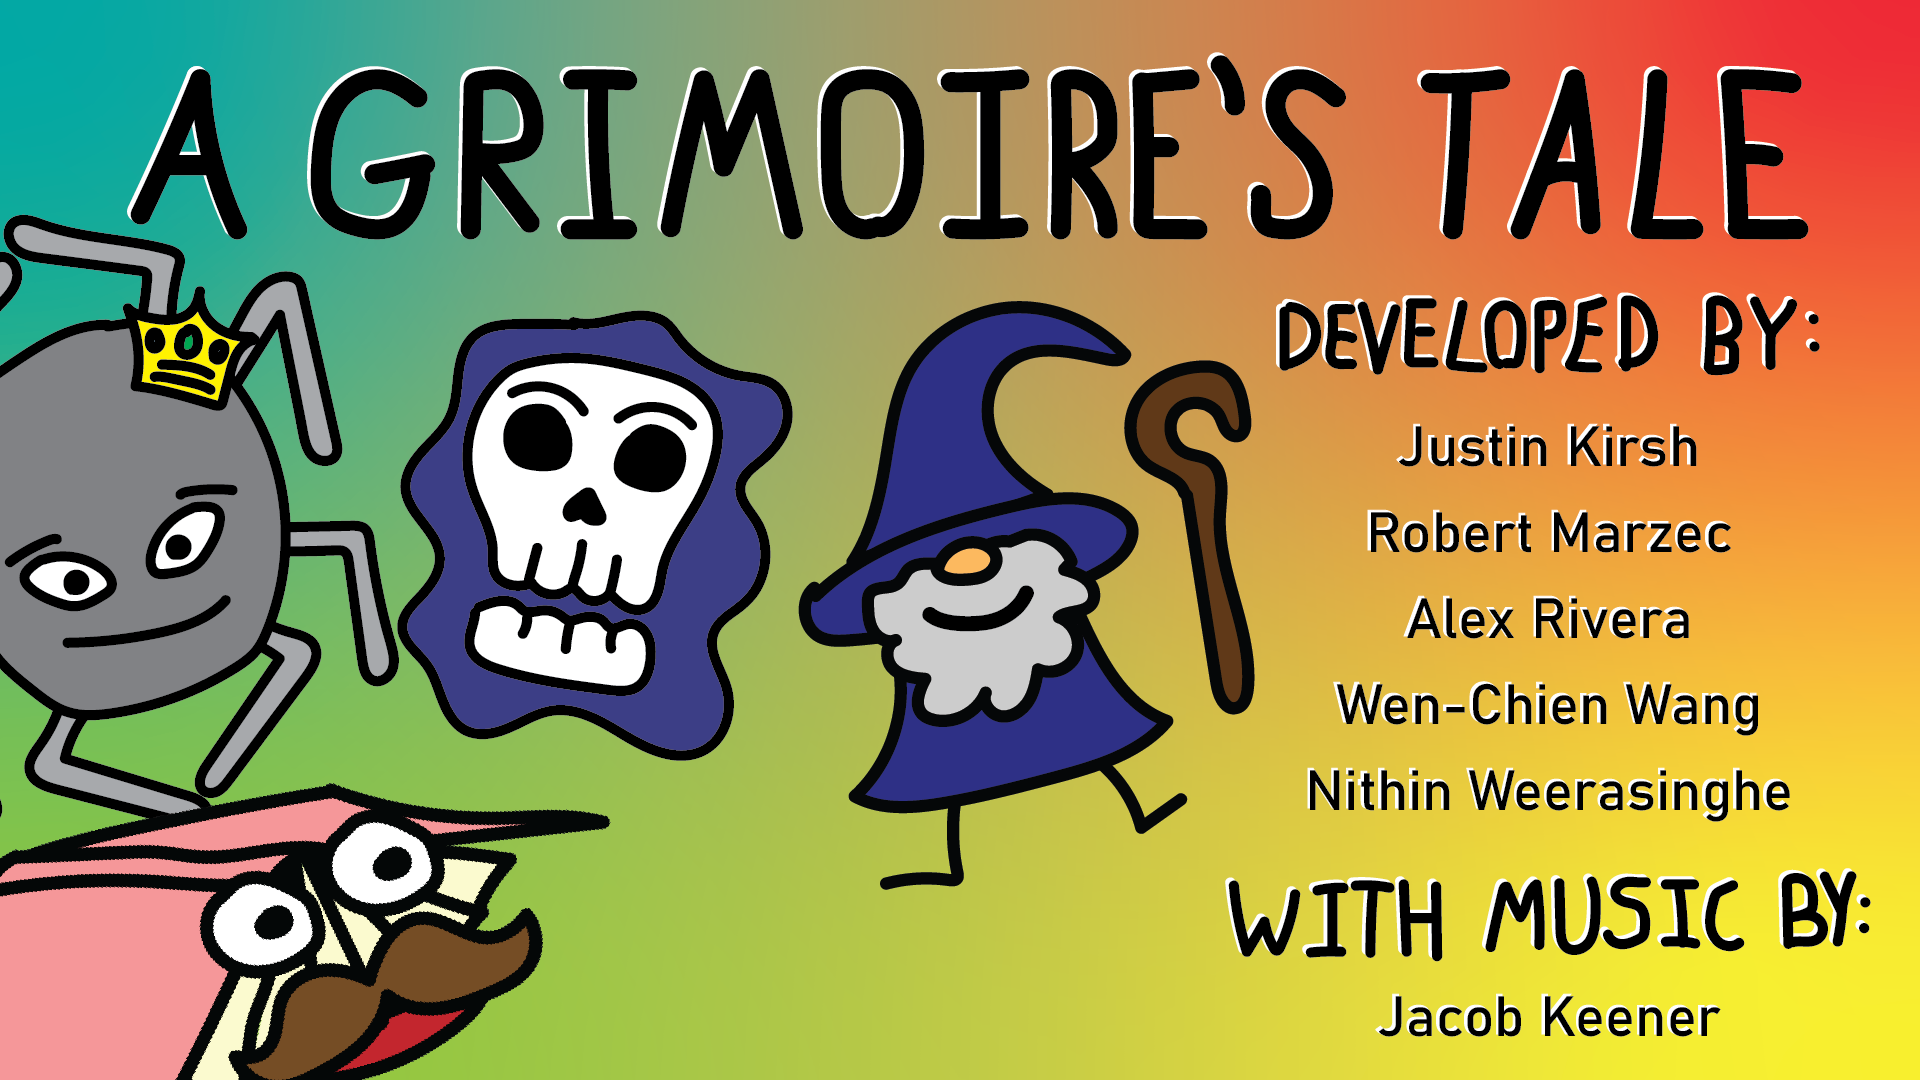 A GRIMOIRE'S TALE
DEVELOPED BY:
Justin Kirsh
Robert Marzec
Alex Rivera
Wen-Chien Wang
Nithin Weerasinghe
WITH MUSIC BY:
Jacob Keener